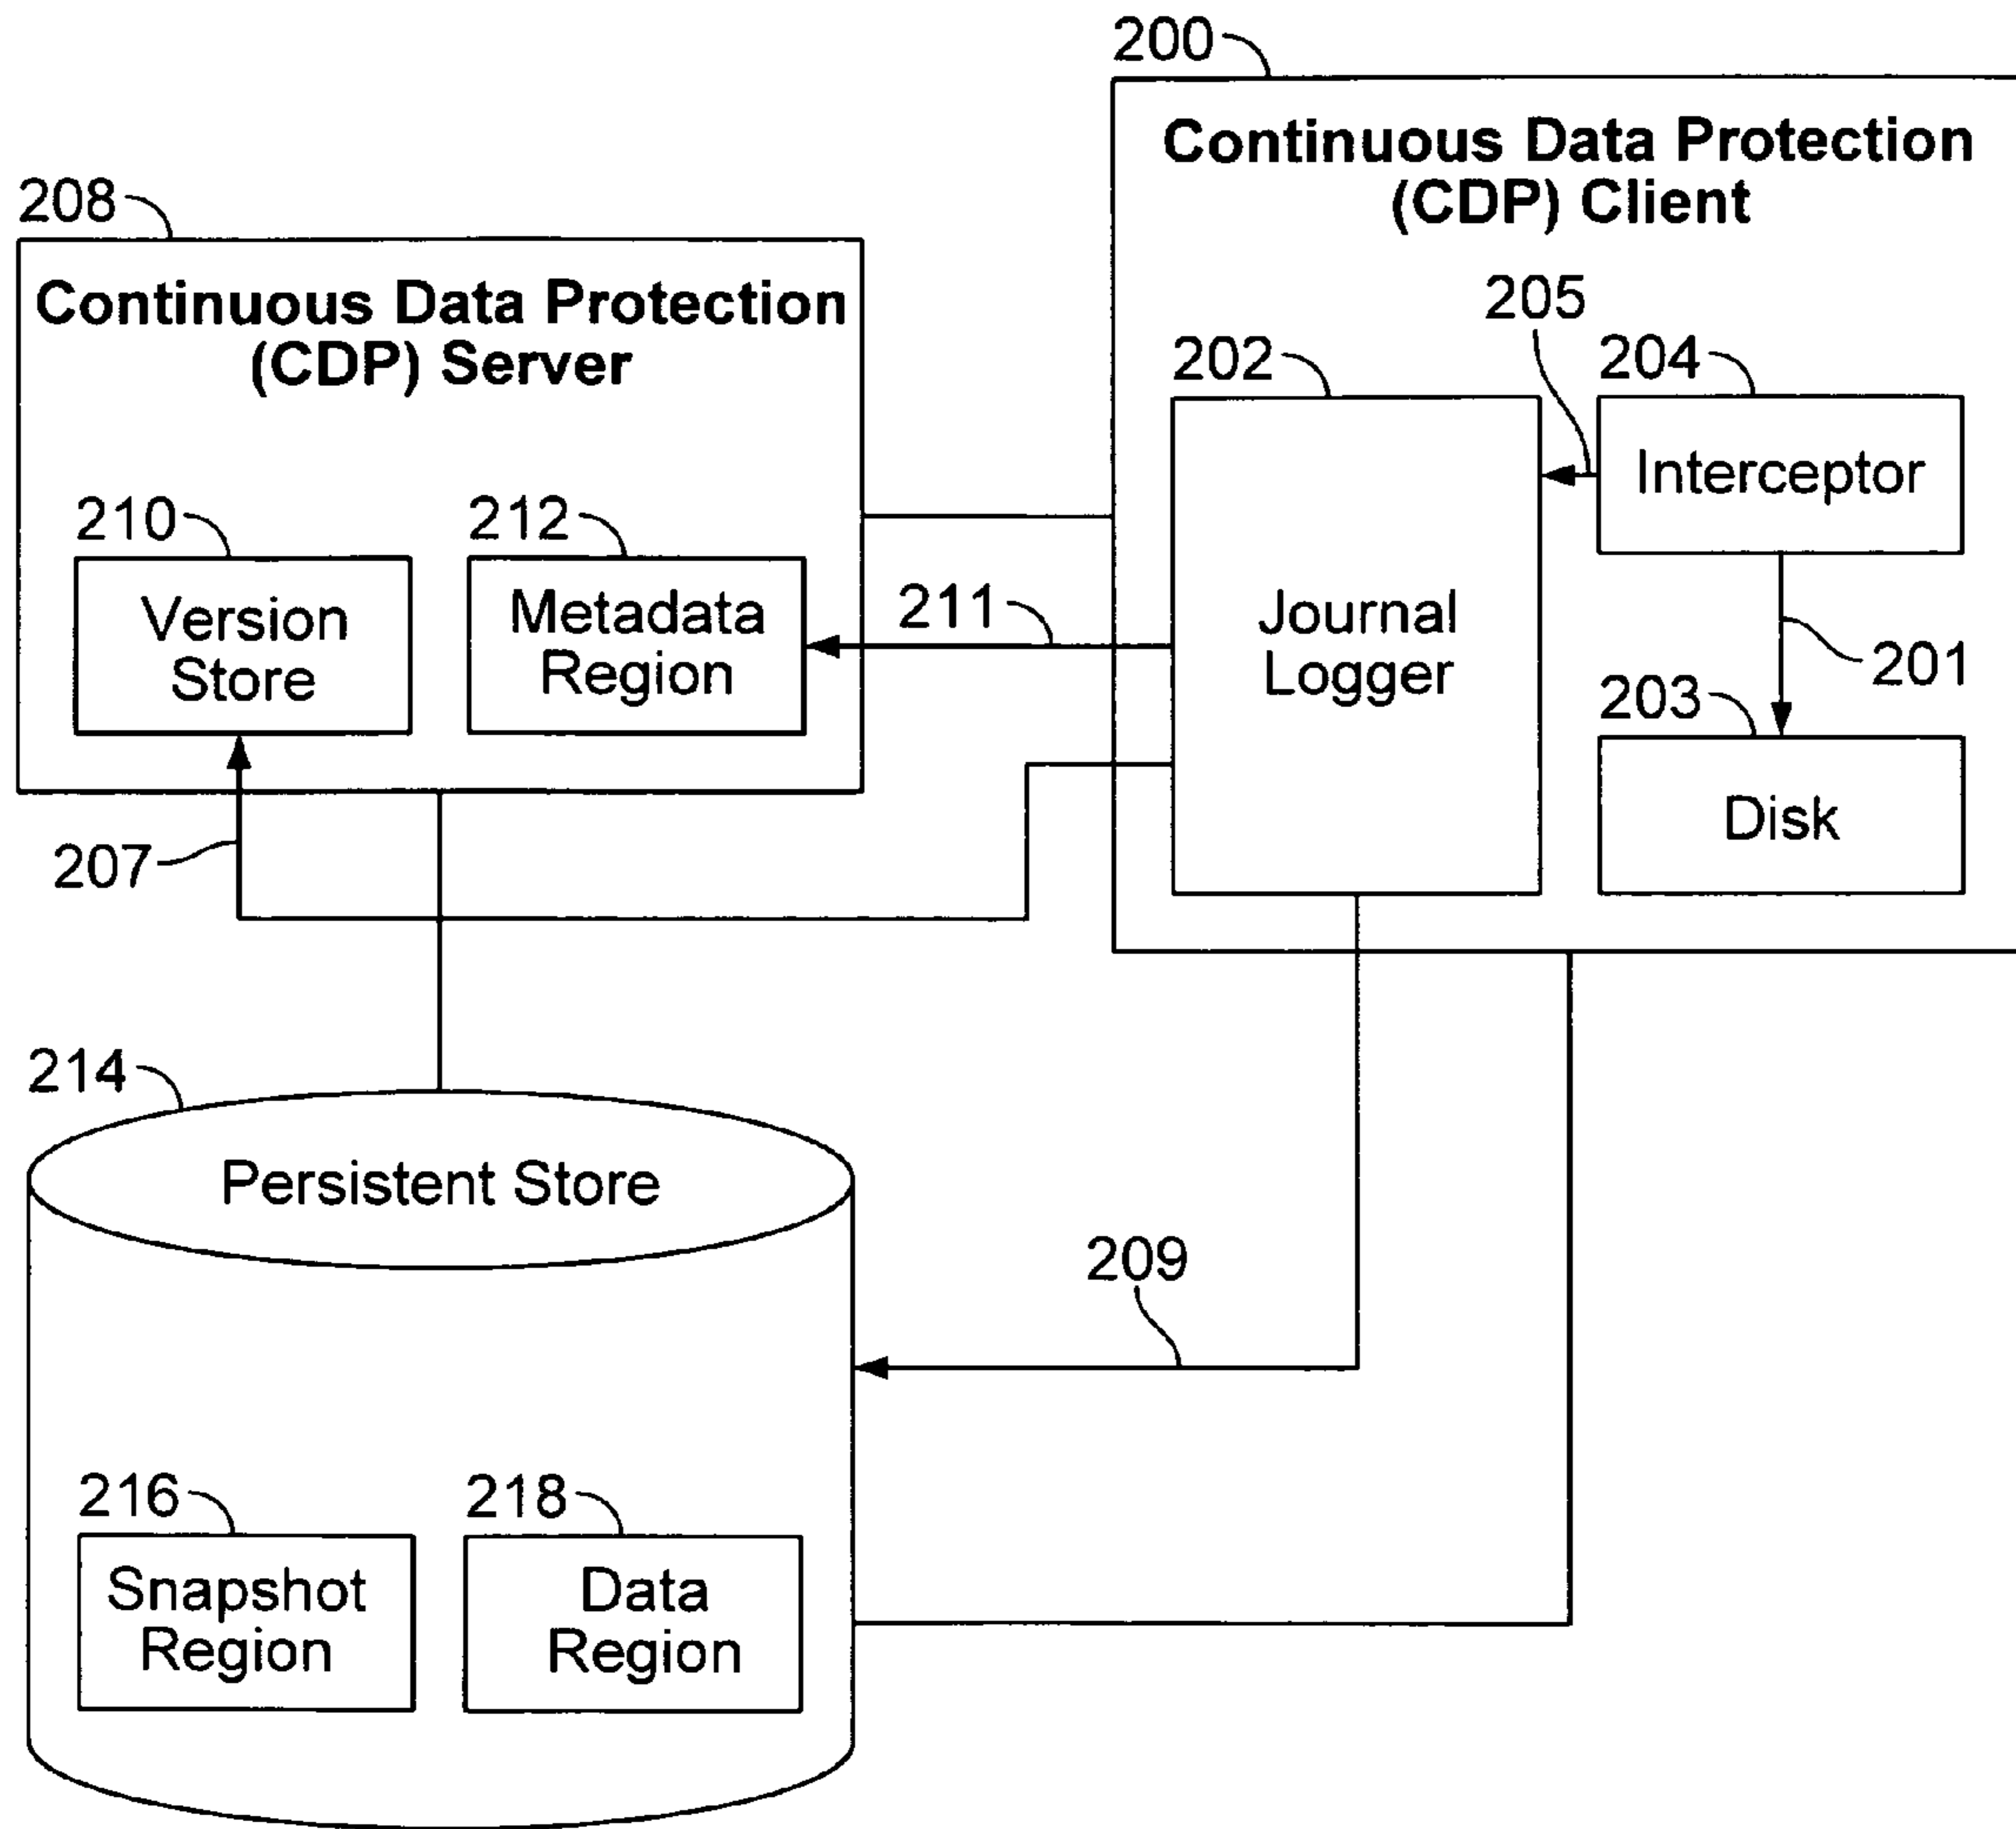 200
Continuous Data Protection
(CDP) Client
208
Continuous Data Protection
(CDP) Server
205
202
204
Interceptor
210
212
Version
Store
Metadata
Region
211
Journal
Logger
201
203
Disk
207
214
Persistent Store
209
216
218
Snapshot
Region
Data
Region